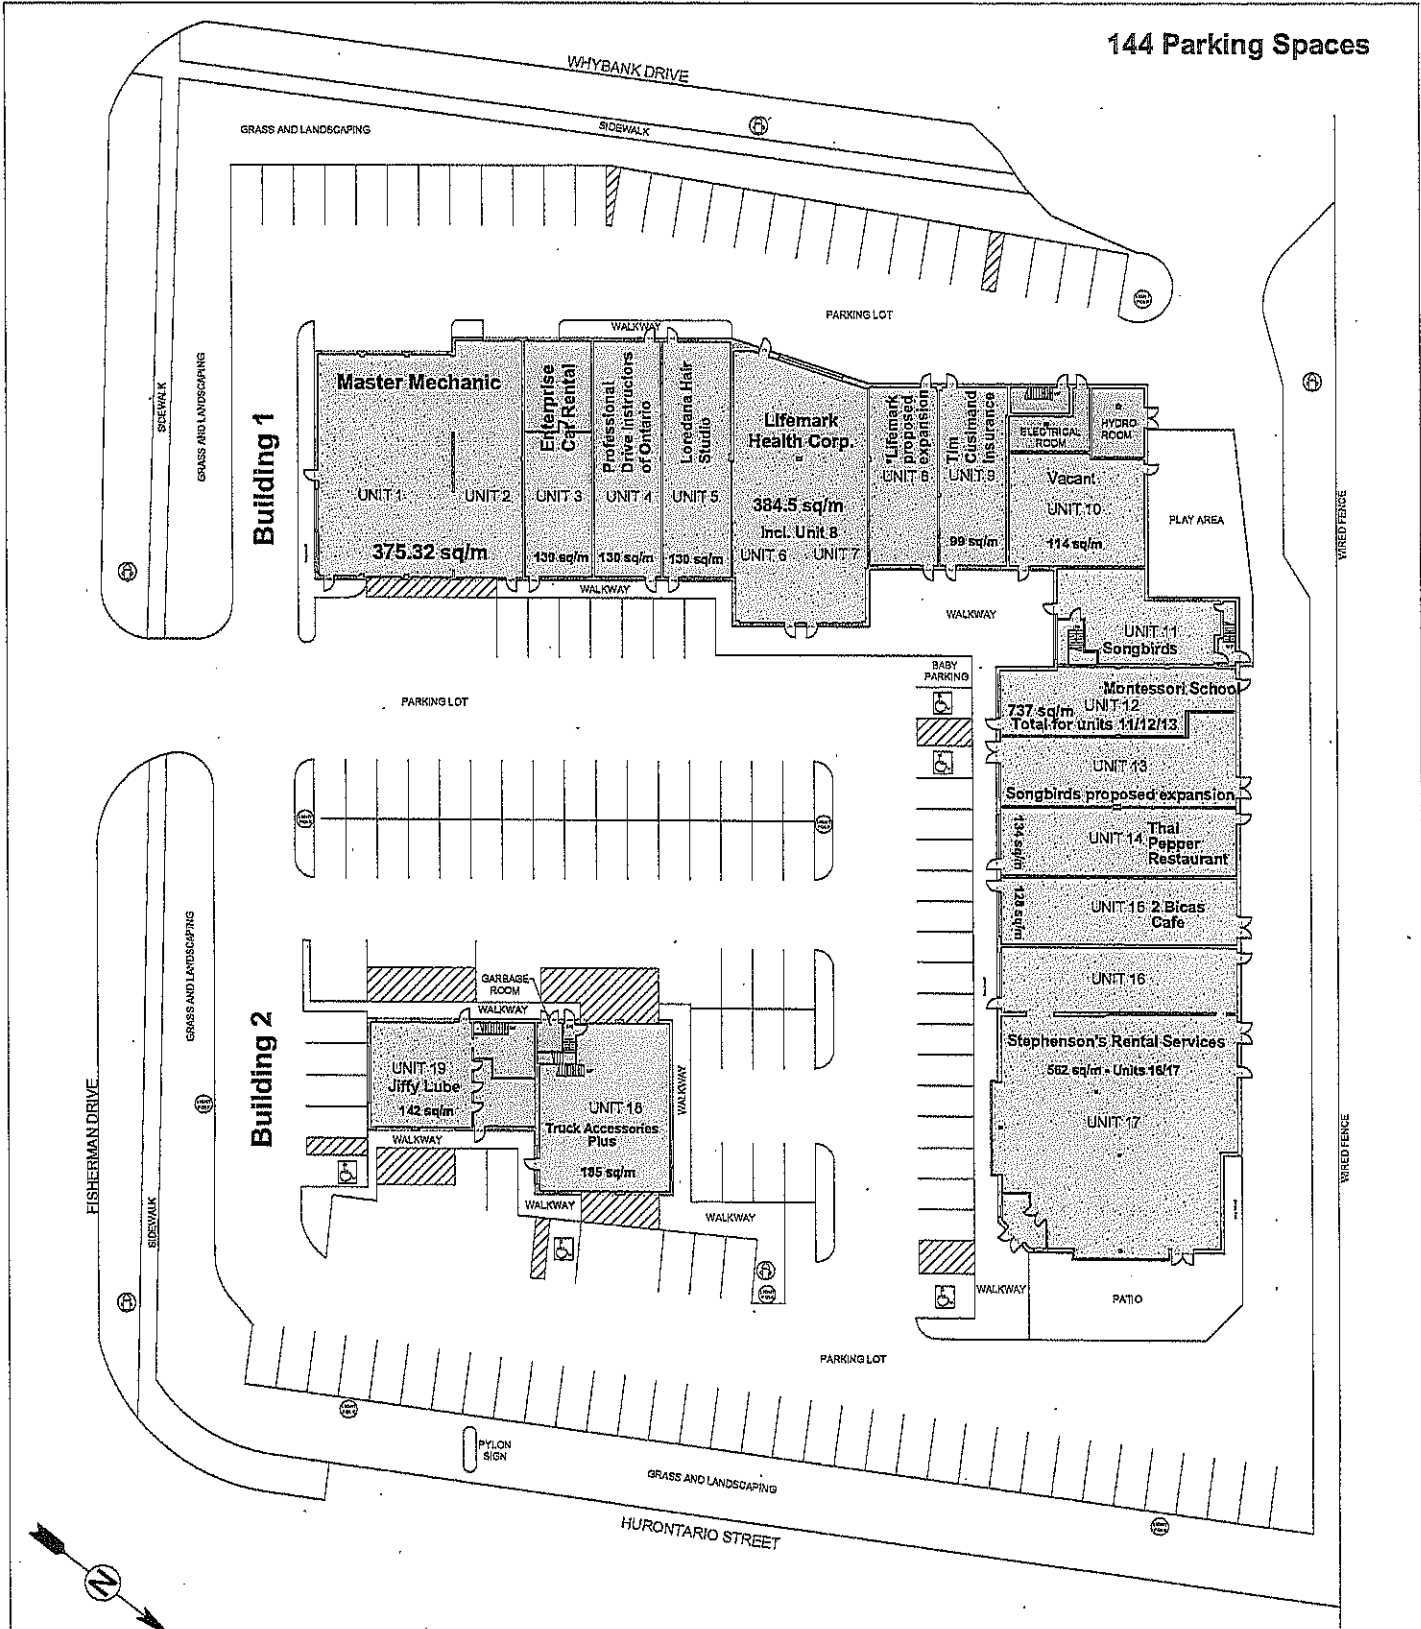 144 Parking Spaces
WHYBANK DRIVE
SIDEWALK
GRASS AND LANDSCAPING
SIDEWALK
GRASS AND LANDSCAPING
PARKING LOT
WALKWAY
Building 1
Master Mechanic
UNIT 1
UNIT 2
375.32 sq/m
Enterprise
Car Rental
UNIT 3
130 sq/m
Professional
Drive Instructors
of Ontario
UNIT 4
130 sq/m
Loredana Hair
Studio
UNIT 5
130 sq/m
Lifemark
Health Corp.
384.5 sq/m
Incl. Unit 8
UNIT 6
UNIT 7
*Lifemark
proposed
expansion
UNIT 8
Tim
Cusimano
Insurance
UNIT 9
99 sq/m
ELECTRICAL
ROOM
HYDRO
ROOM
Vacant
UNIT 10
114 sq/m
PLAY AREA
WIRED FENCE
WALKWAY
WALKWAY
UNIT 11
Songbirds
BABY
PARKING
PARKING LOT
Montessori School
UNIT 12
737 sq/m
Total for units 11/12/13
UNIT 13
Songbirds proposed expansion
134 sq/m
UNIT 14
Thai
Pepper
Restaurant
LIGHT
POLE
128 sq/m
UNIT 15
2 Bicas
Cafe
UNIT 16
Stephenson's Rental Services
562 sq/m - Units 16/17
UNIT 17
GRASS AND LANDSCAPING
Building 2
GARBAGE
ROOM
WALKWAY
UNIT 19
Jiffy Lube
142 sq/m
WALKWAY
UNIT 18
Truck Accessories
Plus
185 sq/m
WALKWAY
WALKWAY
WALKWAY
FISHERMAN DRIVE
SIDEWALK
WIRED FENCE
WALKWAY
PATIO
PARKING LOT
PYLON
SIGN
GRASS AND LANDSCAPING
HURONTARIO STREET
N